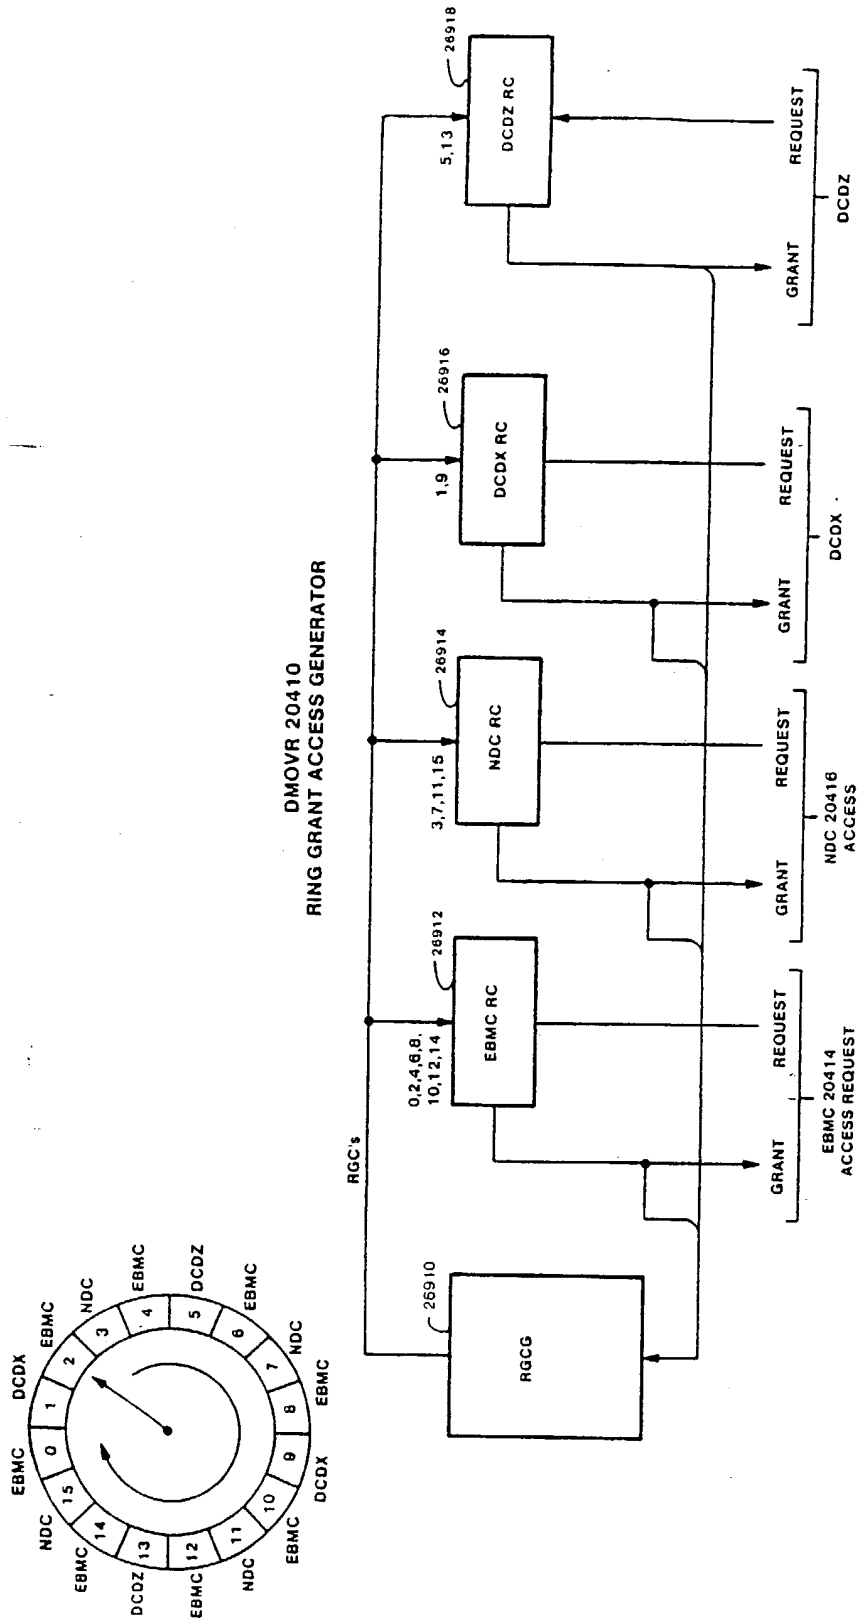 DMOVR 20410
RING GRANT ACCESS GENERATOR
EBMC
0
DCDX
1
EBMC
2
NDC
3
EBMC
4
DCDZ
5
EBMC
6
NDC
7
EBMC
8
DCDX
9
EBMC
10
NDC
11
EBMC
12
DCDZ
13
EBMC
14
NDC
15
RGC's
26910
RGCG
0,2,4,6,8,
10,12,14
26912
EBMC RC
3,7,11,15
26914
NDC RC
1,9
26916
DCDX RC
5,13
26918
DCDZ RC
GRANT
REQUEST
EBMC 20414
ACCESS REQUEST
GRANT
REQUEST
NDC 20416
ACCESS
GRANT
REQUEST
DCDX
GRANT
REQUEST
DCDZ